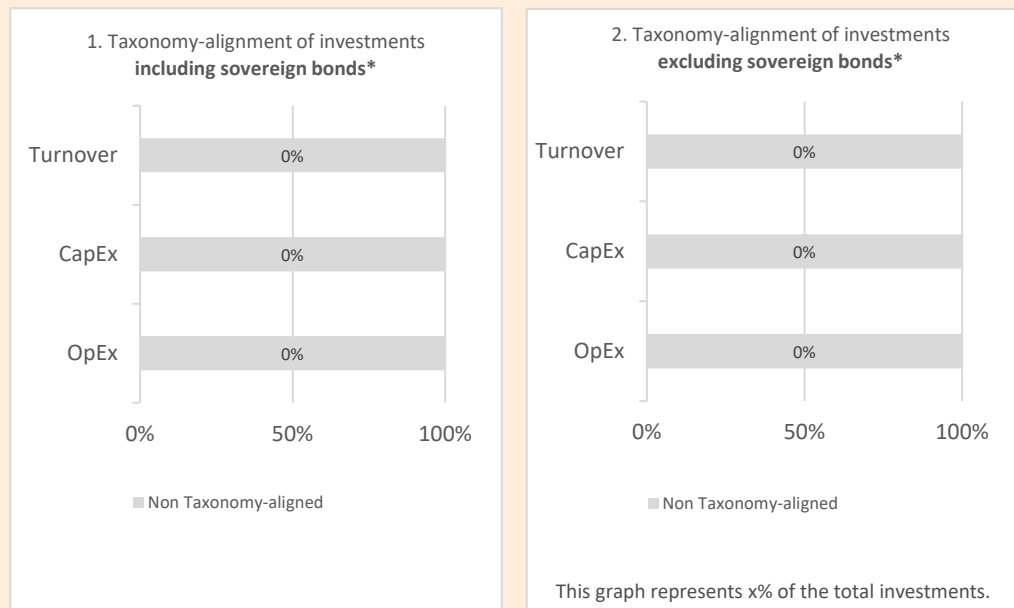 1. Taxonomy-alignment of investments
including sovereign bonds*
Turnover
0%
CapEx
0%
OpEx
0%
0% 50% 100%
Non Taxonomy-aligned
2. Taxonomy-alignment of investments
excluding sovereign bonds*
Turnover
0%
CapEx
0%
OpEx
0%
0% 50% 100%
Non Taxonomy-aligned
This graph represents x% of the total investments.